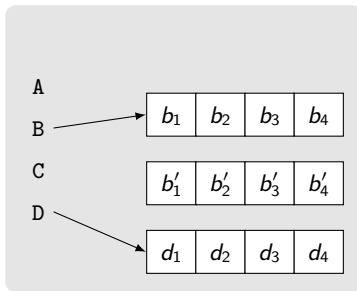 A
B
b₁ b₂ b₃ b₄
C
b′₁ b′₂ b′₃ b′₄
D
d₁ d₂ d₃ d₄